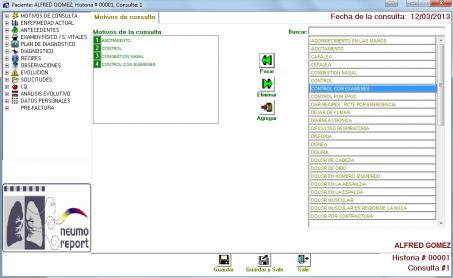 Paciente: ALFRED GOMEZ, Historia # 00001, Consulta: 1
MOTIVOS DE CONSULTA
ENFERMEDAD ACTUAL
ANTECEDENTES
EXAMEN FÍSICO / S. VITALES
PLAN DE DIAGNOSTICO
DIAGNOSTICO
RECIPES
OBSERVACIONES
EVOLUCIÓN
SOLICITUDES
I.Q
ANÁLISIS EVOLUTIVO
DATOS PERSONALES
PRE-FACTURA
neumo
report
Motivos de consulta
Fecha de la consulta: 12/03/2013
Motivos de la consulta
1 AGOTAMIENTO
2 CONTROL
3 CONGESTION NASAL
4 CONTROL CON EXAMENES
Pasar
Eliminar
Agregar
Buscar:
ADORMECIMIENTO EN LAS MANOS
AGOTAMIENTO
CAFALEA
CEFALEA
CONGESTION NASAL
CONTROL
CONTROL CON EXAMENES
CONTROL POR EPOC
DAR RECIPES PCTE POR EMERGENCIA
DEJAR DE FUMAR
DIARREA CRONICA
DIFICULTAD RESPIRATORIA
DISFONIA
DISNEA
DISURIA
DOLOR DE CABEZA
DOLOR DE OIDO
DOLOR EN HOMBRO IZQUIERDO
DOLOR EN LA AESPALDA
DOLOR EN LA ESPALDA
DOLOR MUSCULAR
DOLOR MUSCULAR EN REGION DE LA NUCA
DOLOR POR CONTRACTURA
Guardar
Guardar y Salir
Salir
ALFRED GOMEZ
Historia # 00001
Consulta #1